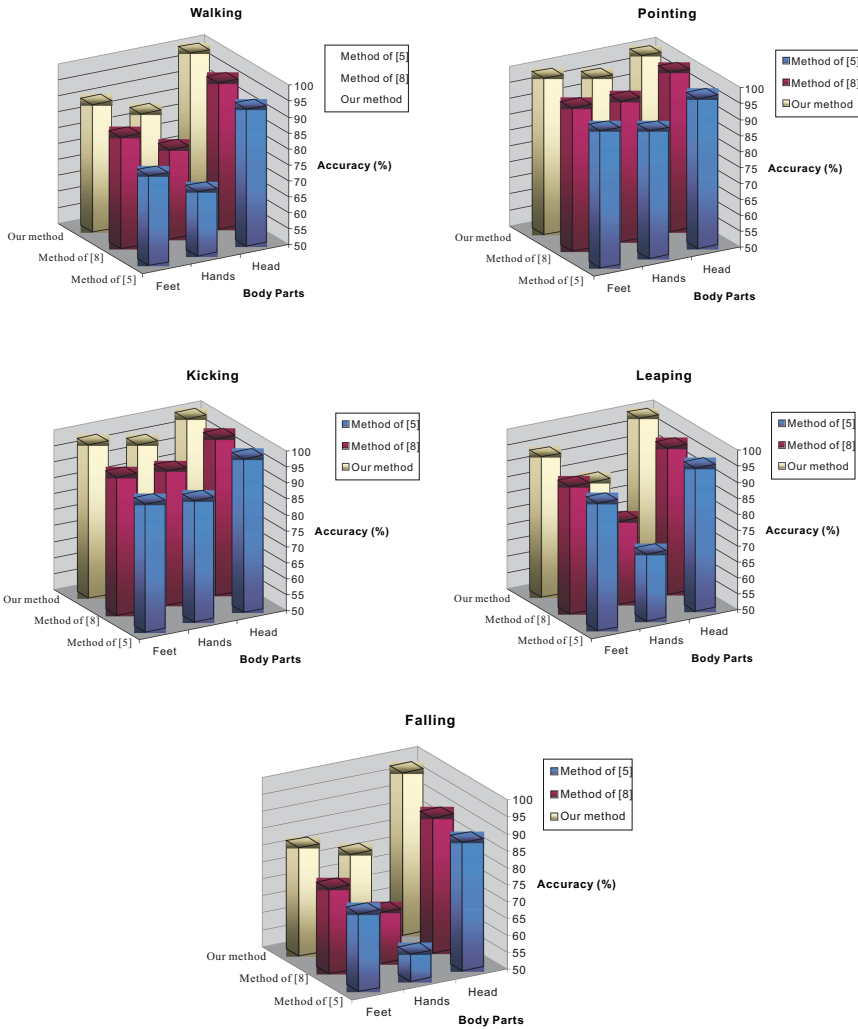 Walking
Method of [5]
Method of [8]
Our method
100
95
90
85
80
75
70
65
60
55
50
Accuracy (%)
Our method
Method of [8]
Method of [5]
Feet
Hands
Head
Body Parts
Pointing
Method of [5]
Method of [8]
Our method
100
95
90
85
80
75
70
65
60
55
50
Accuracy (%)
Our method
Method of [8]
Method of [5]
Feet
Hands
Head
Body Parts
Kicking
Method of [5]
Method of [8]
Our method
100
95
90
85
80
75
70
65
60
55
50
Accuracy (%)
Our method
Method of [8]
Method of [5]
Feet
Hands
Head
Body Parts
Leaping
Method of [5]
Method of [8]
Our method
100
95
90
85
80
75
70
65
60
55
50
Accuracy (%)
Our method
Method of [8]
Method of [5]
Feet
Hands
Head
Body Parts
Falling
Method of [5]
Method of [8]
Our method
100
95
90
85
80
75
70
65
60
55
50
Accuracy (%)
Our method
Method of [8]
Method of [5]
Feet
Hands
Head
Body Parts